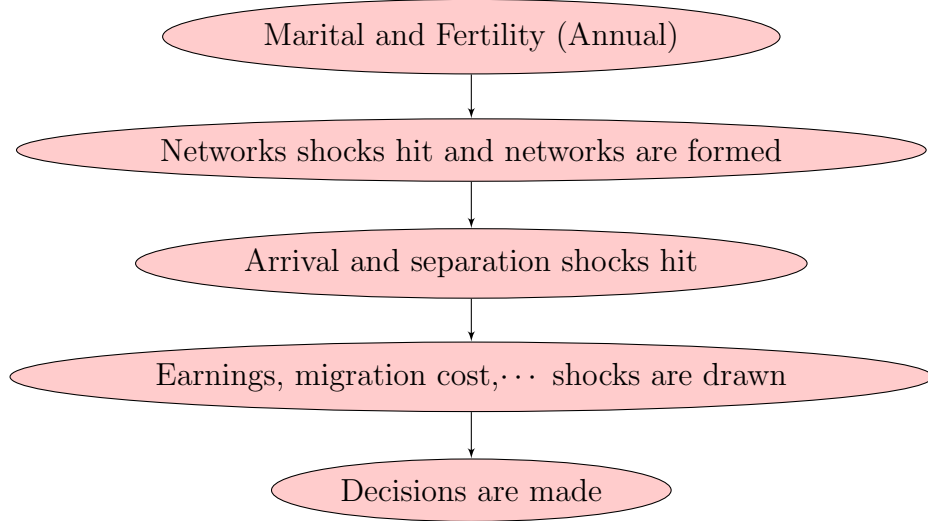 Marital and Fertility (Annual)
Networks shocks hit and networks are formed
Arrival and separation shocks hit
Earnings, migration cost,⋯ shocks are drawn
Decisions are made